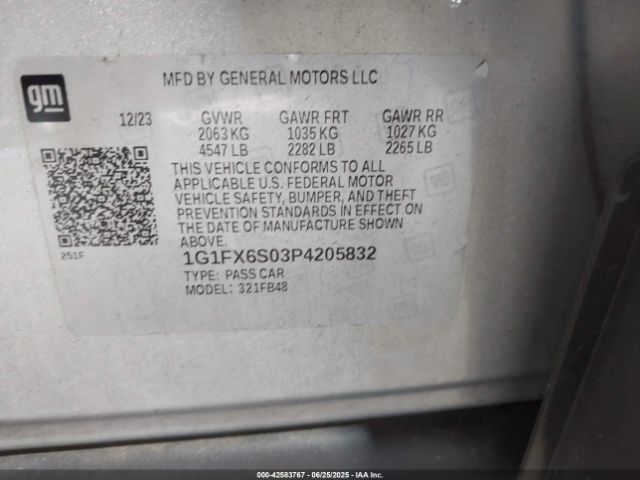 gm
MFD BY GENERAL MOTORS LLC
12/23 GVWR GAWR FRT GAWR RR
2063 KG 1035 KG 1027 KG
4547 LB 2282 LB 2265 LB
THIS VEHICLE CONFORMS TO ALL
APPLICABLE U.S. FEDERAL MOTOR
VEHICLE SAFETY, BUMPER, AND THEFT
PREVENTION STANDARDS IN EFFECT ON
THE DATE OF MANUFACTURE SHOWN
ABOVE.
251F
1G1FX6S03P4205832
TYPE: PASS CAR
MODEL: 321FB48
000-42583767 - 06/25/2025 - IAA Inc.